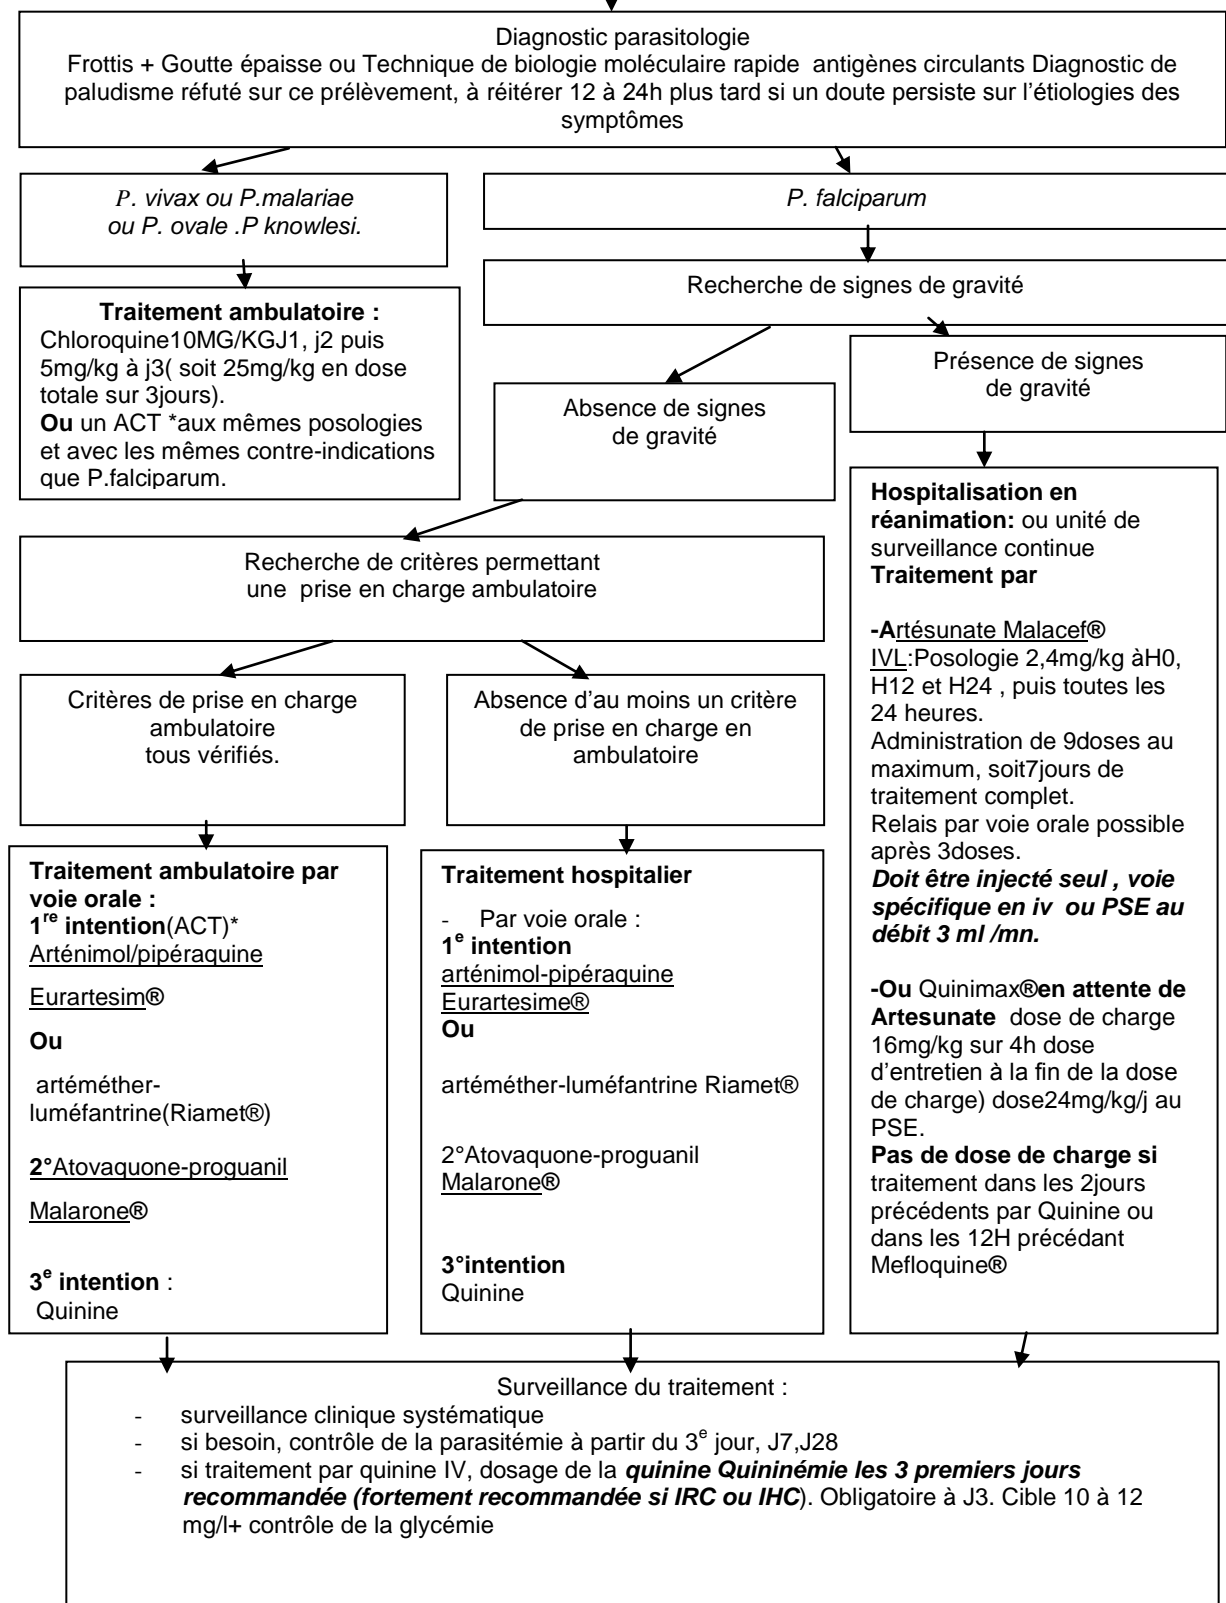 Diagnostic parasitologie
Frottis + Goutte épaisse ou Technique de biologie moléculaire rapide antigènes circulants Diagnostic de
paludisme réfuté sur ce prélèvement, à réitérer 12 à 24h plus tard si un doute persiste sur l'étiologies des
symptômes
P. vivax ou P.malariae
ou P. ovale .P knowlesi.
P. falciparum
Recherche de signes de gravité
Traitement ambulatoire :
Chloroquine10MG/KGJ1, j2 puis
5mg/kg à j3( soit 25mg/kg en dose
totale sur 3jours).
Ou un ACT *aux mêmes posologies
et avec les mêmes contre-indications
que P.falciparum.
Absence de signes
de gravité
Présence de signes
de gravité
Recherche de critères permettant
une prise en charge ambulatoire
Critères de prise en charge
ambulatoire
tous vérifiés.
Absence d'au moins un critère
de prise en charge en
ambulatoire
Traitement ambulatoire par
voie orale :
1re intention(ACT)*
Arténimol/pipéraquine
Eurartesim®
Ou
artéméther-
luméfantrine(Riamet®)
2°Atovaquone-proguanil
Malarone®
3e intention :
Quinine
Traitement hospitalier
- Par voie orale :
1e intention
arténimol-pipéraquine
Eurartesime®
Ou
artéméther-luméfantrine Riamet®
2°Atovaquone-proguanil
Malarone®
3°intention
Quinine
Hospitalisation en
réanimation: ou unité de
surveillance continue
Traitement par
-Artésunate Malacef®
IVL:Posologie 2,4mg/kg àH0,
H12 et H24 , puis toutes les
24 heures.
Administration de 9doses au
maximum, soit7jours de
traitement complet.
Relais par voie orale possible
après 3doses.
Doit être injecté seul , voie
spécifique en iv ou PSE au
débit 3 ml /mn.
-Ou Quinimax®en attente de
Artesunate dose de charge
16mg/kg sur 4h dose
d'entretien à la fin de la dose
de charge) dose24mg/kg/j au
PSE.
Pas de dose de charge si
traitement dans les 2jours
précédents par Quinine ou
dans les 12H précédant
Mefloquine®
Surveillance du traitement :
- surveillance clinique systématique
- si besoin, contrôle de la parasitémie à partir du 3e jour, J7,J28
- si traitement par quinine IV, dosage de la quinine Quininémie les 3 premiers jours
recommandée (fortement recommandée si IRC ou IHC). Obligatoire à J3. Cible 10 à 12
mg/l+ contrôle de la glycémie